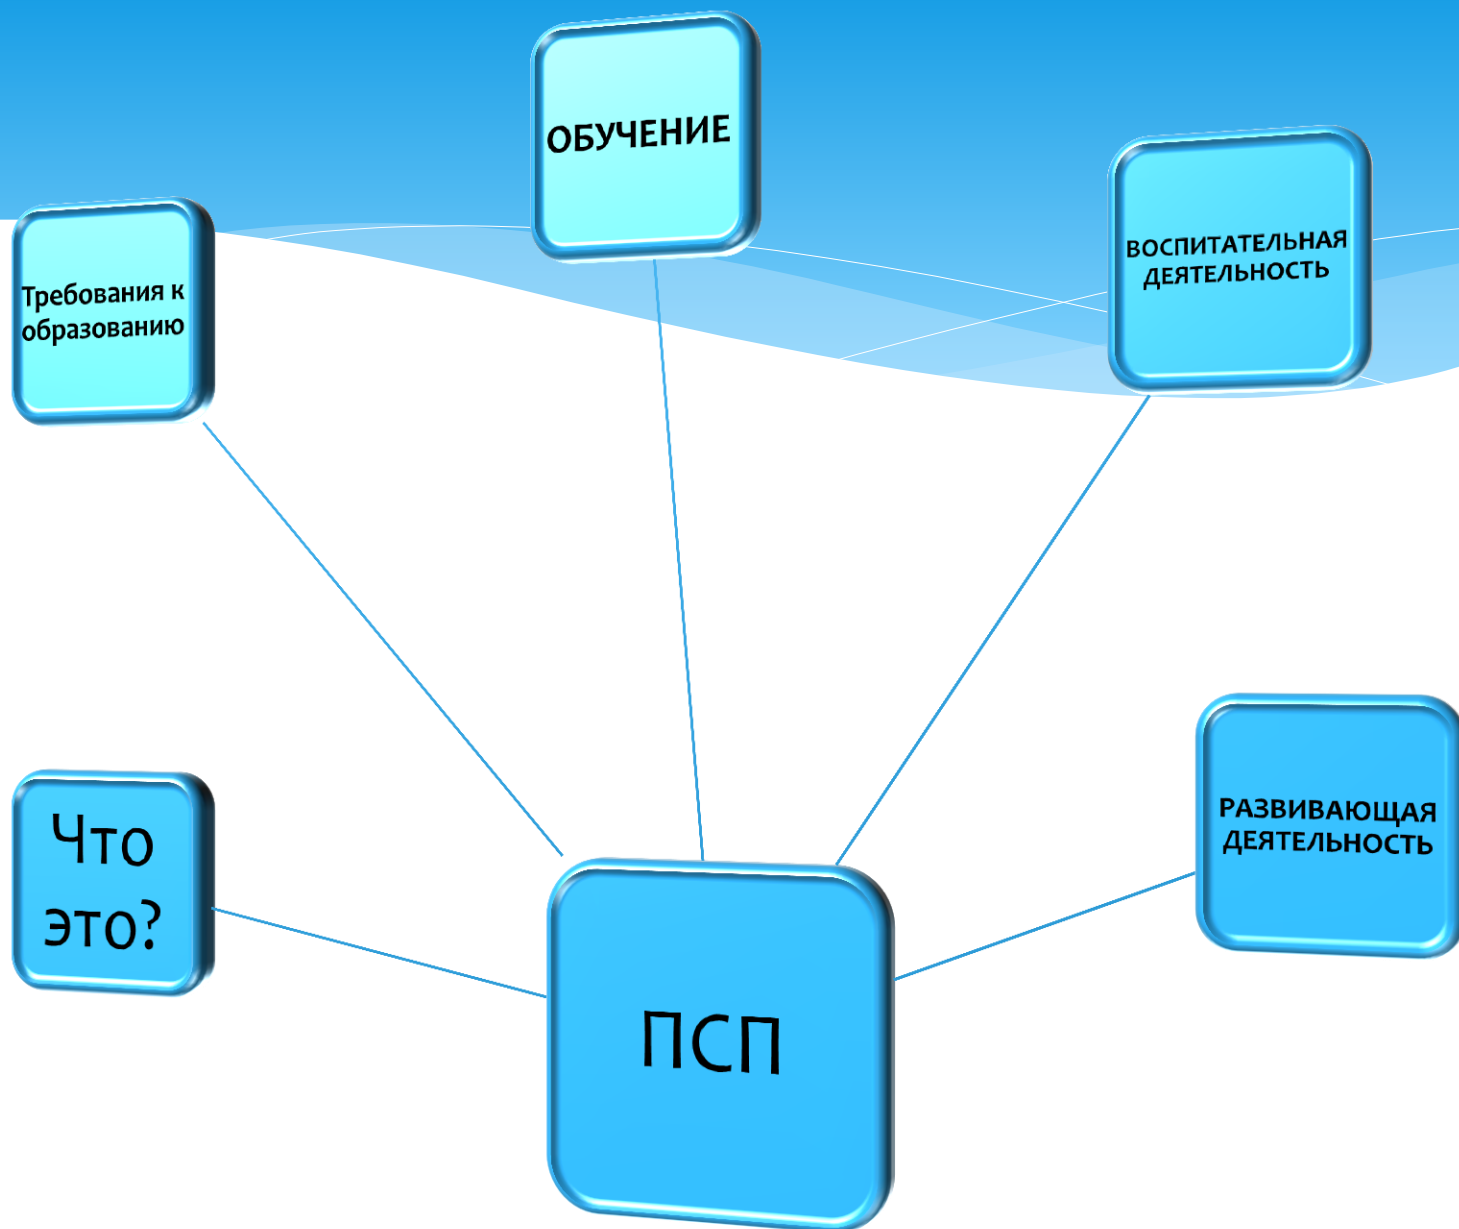 ОБУЧЕНИЕ
ВОСПИТАТЕЛЬНАЯ
ДЕЯТЕЛЬНОСТЬ
Требования к
образованию
РАЗВИВАЮЩАЯ
ДЕЯТЕЛЬНОСТЬ
Что
это?
ПСП